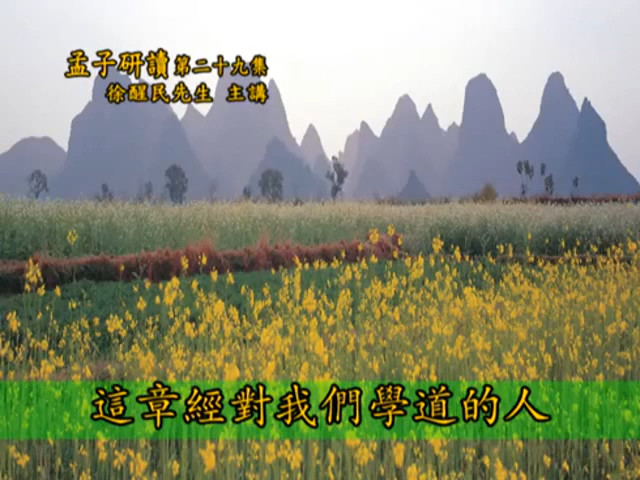 孟子研讀 第二十九集
徐醒民先生 主講
這章經對我們學道的人